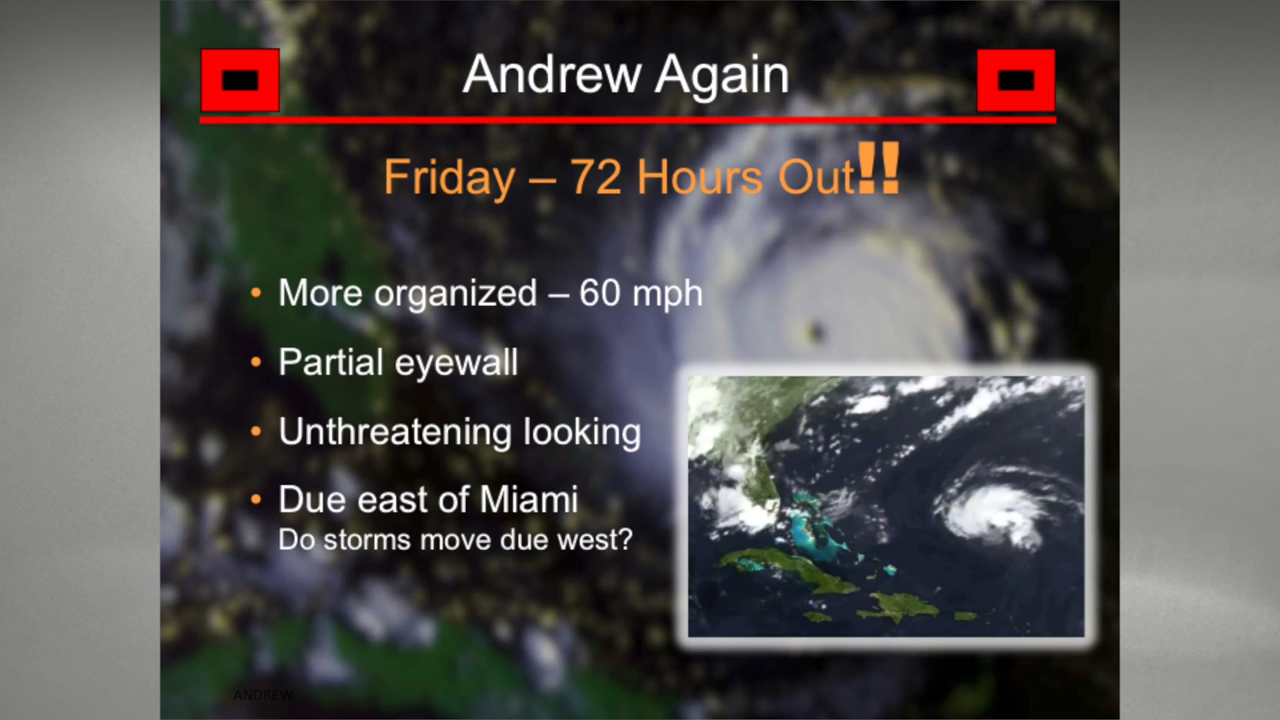 Andrew Again
Friday – 72 Hours Out!!
• More organized – 60 mph
• Partial eyewall
• Unthreatening looking
• Due east of Miami
Do storms move due west?
ANDREW